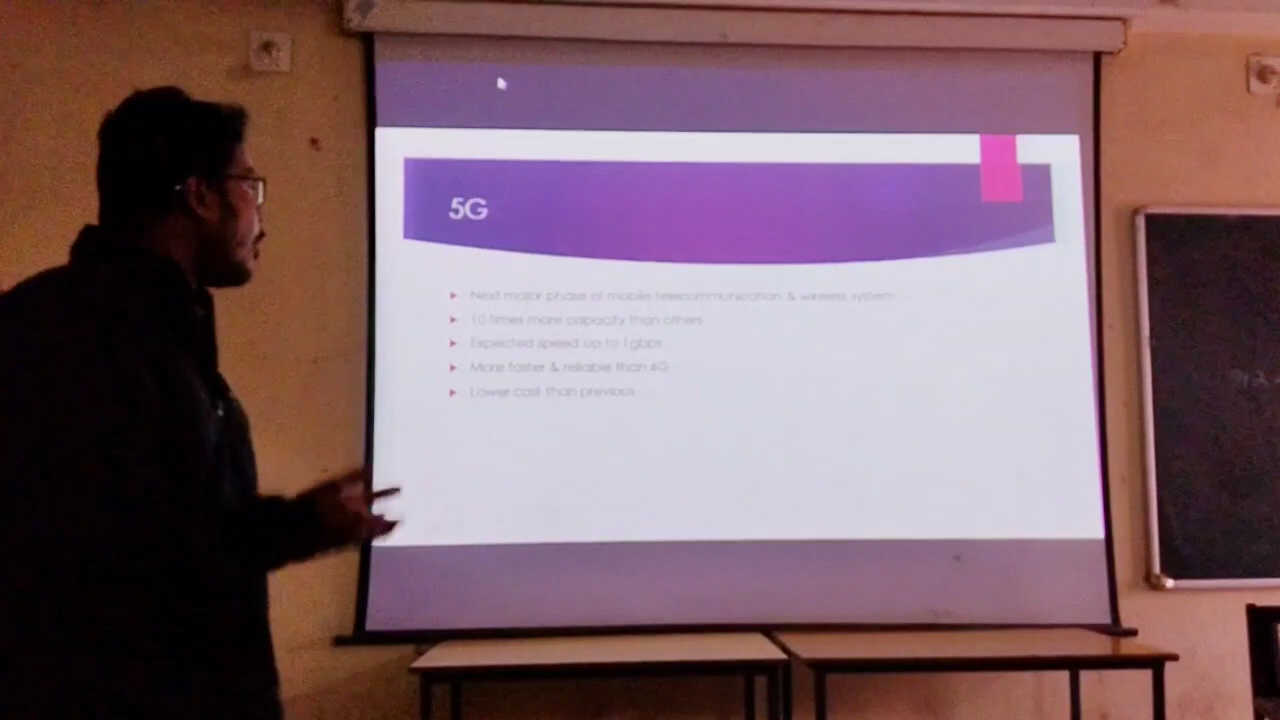 5G
Next major phase of mobile telecommunication & wireless system
10 times more capacity than others
Expected speed up to 1gbps
More faster & reliable than 4G
Lower cost than previous